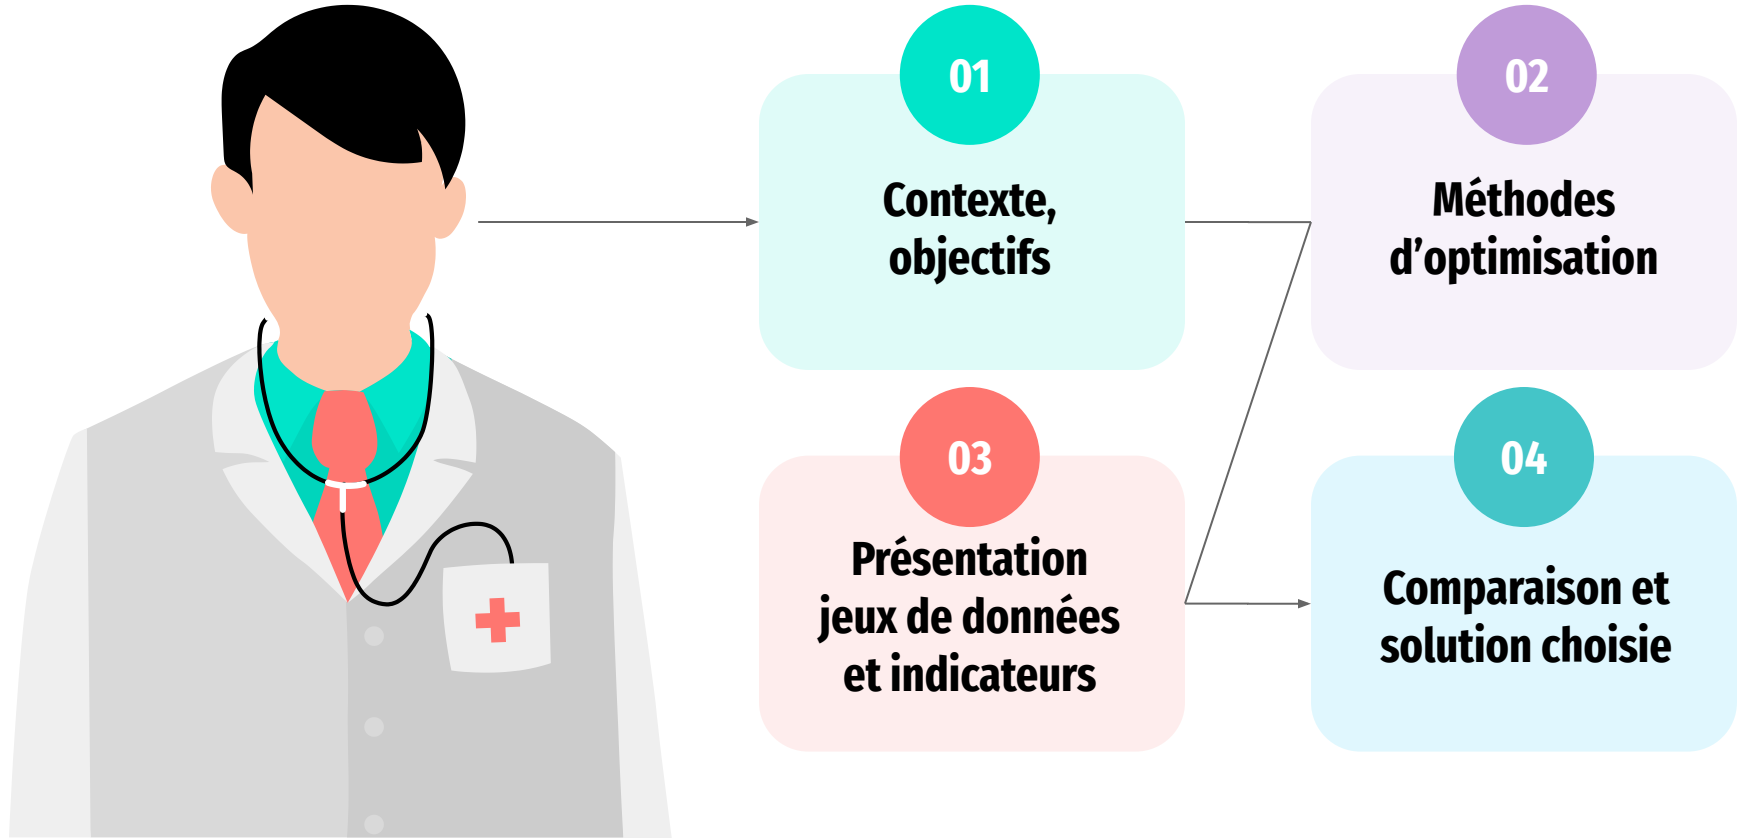 01
Contexte,
objectifs
02
Méthodes
d’optimisation
03
Présentation
jeux de données
et indicateurs
04
Comparaison et
solution choisie